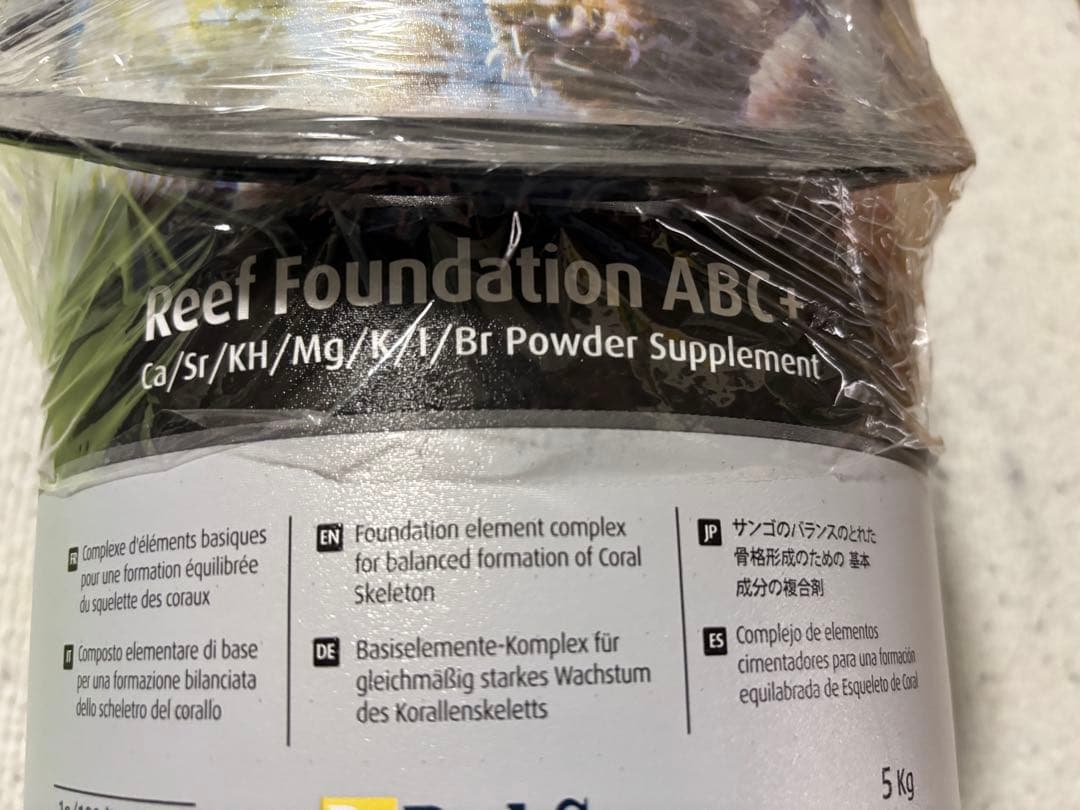 Reef Foundation ABC+
Ca/Sr/KH/Mg/K/I/Br Powder Supplement
FR Complexe d'éléments basiques
pour une formation équilibrée
du squelette des coraux
IT Composto elementare di base
per una formazione bilanciata
dello scheletro del corallo
EN Foundation element complex
for balanced formation of Coral
Skeleton
DE Basiselemente-Komplex für
gleichmäßig starkes Wachstum
des Korallenskeletts
JP サンゴのバランスのとれた
骨格形成のための 基本
成分の複合剤
ES Complejo de elementos
cimentadores para una formación
equilabrada de Esqueleto de Coral
5 Kg